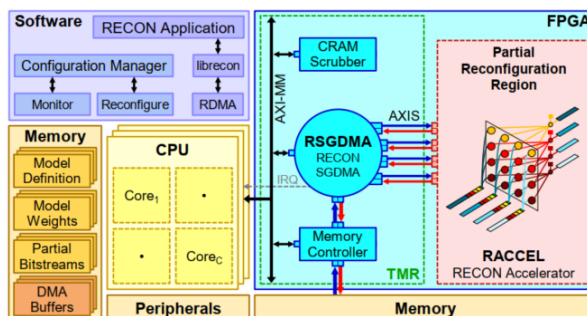 Software
RECON Application
Configuration Manager
librecon
Monitor
Reconfigure
RDMA
Memory
Model
Definition
Model
Weights
Partial
Bitstreams
DMA
Buffers
CPU
Core1
CoreC
Peripherals
FPGA
AXI-MM
CRAM
Scrubber
RSGDMA
RECON
SGDMA
AXIS
IRQ
Memory
Controller
TMR
Partial
Reconfiguration
Region
RACCEL
RECON Accelerator
Memory